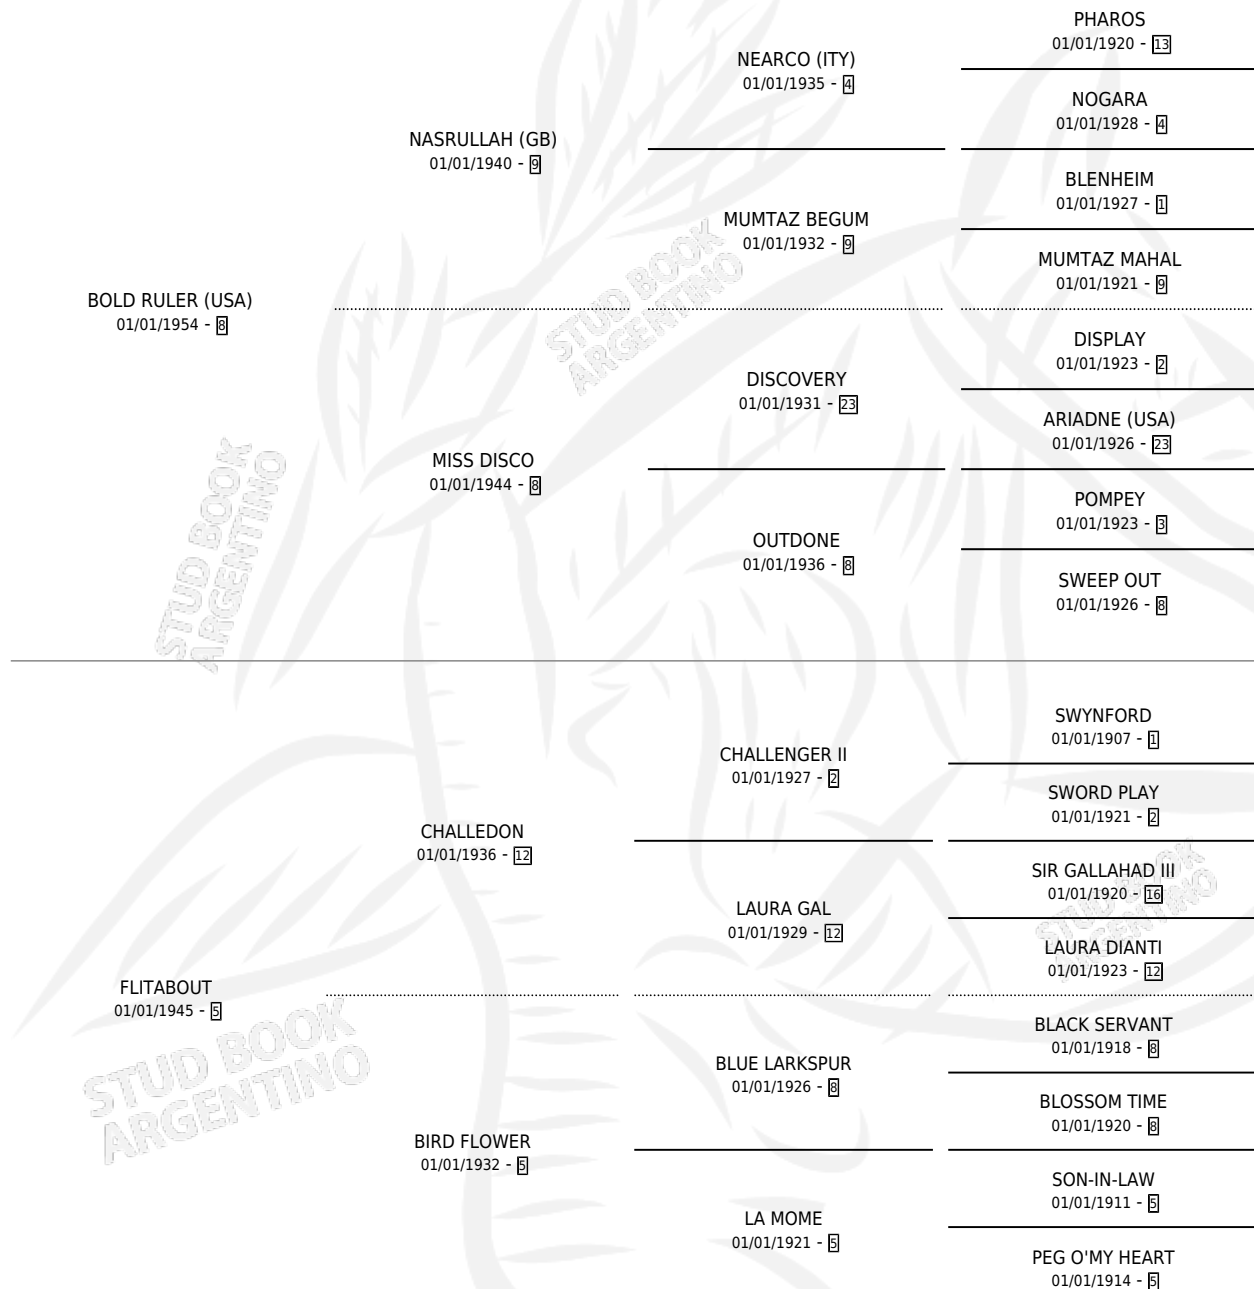 PHAROS
01/01/1920 - 13
NEARCO (ITY)
01/01/1935 - 4
NOGARA
01/01/1928 - 4
NASRULLAH (GB)
01/01/1940 - 9
BLENHEIM
01/01/1927 - 1
MUMTAZ BEGUM
01/01/1932 - 9
MUMTAZ MAHAL
01/01/1921 - 9
BOLD RULER (USA)
01/01/1954 - 8
STUD BOOK
ARGENTINO
DISPLAY
01/01/1923 - 2
DISCOVERY
01/01/1931 - 23
ARIADNE (USA)
01/01/1926 - 23
MISS DISCO
01/01/1944 - 8
POMPEY
01/01/1923 - 3
OUTDONE
01/01/1936 - 8
SWEEP OUT
01/01/1926 - 8
STUD BOOK
ARGENTINO
SWYNFORD
01/01/1907 - 1
CHALLENGER II
01/01/1927 - 2
SWORD PLAY
01/01/1921 - 2
CHALLEDON
01/01/1936 - 12
SIR GALLAHAD III
01/01/1920 - 16
LAURA GAL
01/01/1929 - 12
LAURA DIANTI
01/01/1923 - 12
STUD BOOK
ARGENTINO
FLITABOUT
01/01/1945 - 5
STUD BOOK
ARGENTINO
BLACK SERVANT
01/01/1918 - 8
BLUE LARKSPUR
01/01/1926 - 8
BLOSSOM TIME
01/01/1920 - 8
BIRD FLOWER
01/01/1932 - 5
SON-IN-LAW
01/01/1911 - 5
LA MOME
01/01/1921 - 5
PEG O'MY HEART
01/01/1914 - 5